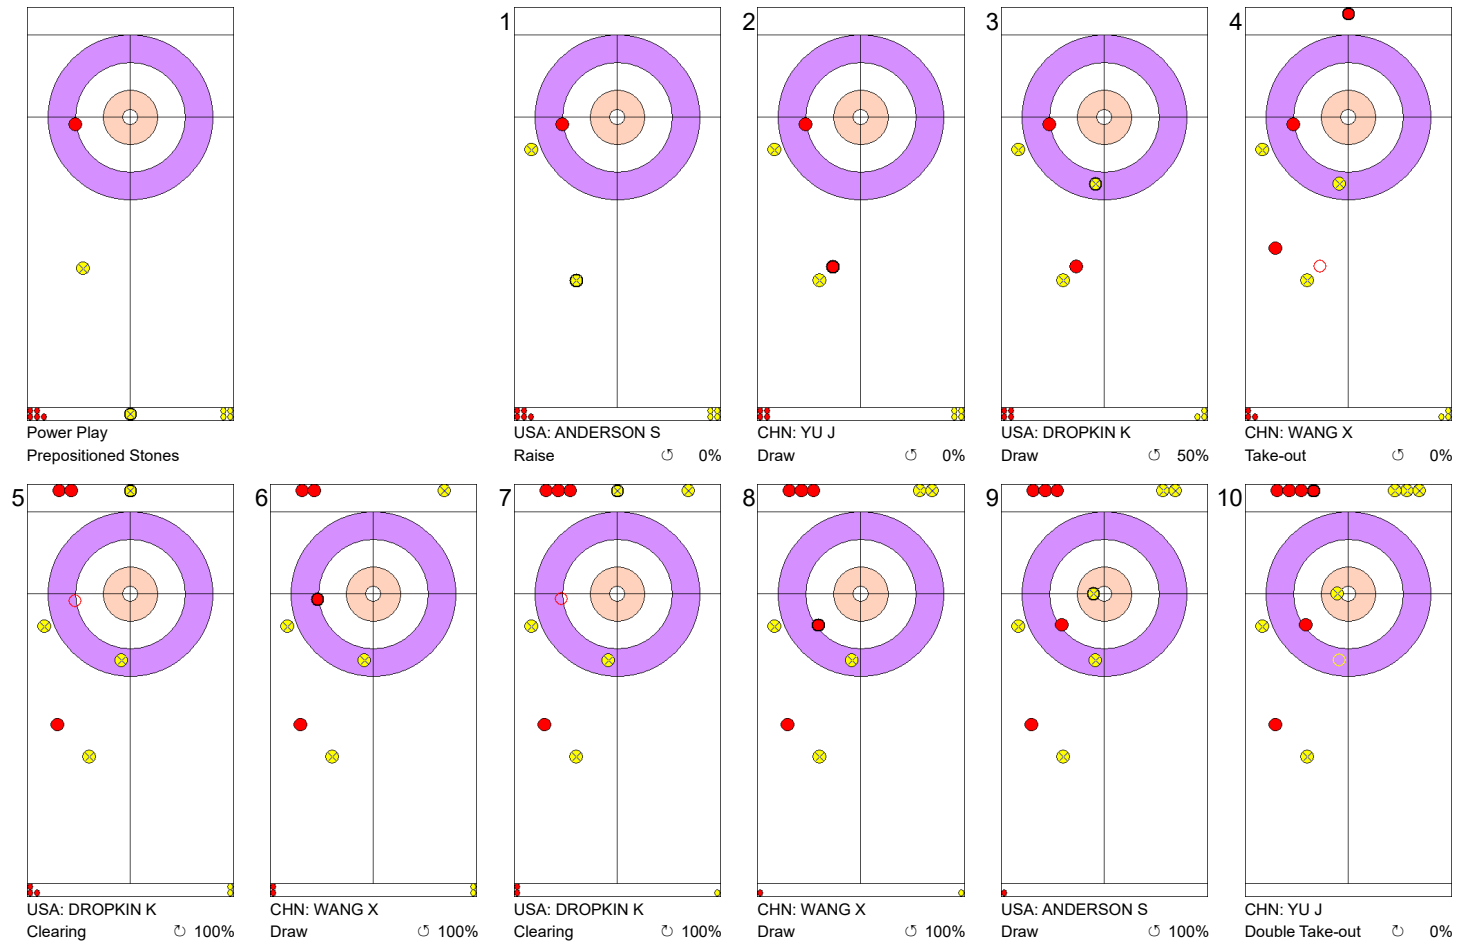 1
2
3
4
Power Play
Prepositioned Stones
USA: ANDERSON S
Raise ↺ 0%
CHN: YU J
Draw ↺ 0%
USA: DROPKIN K
Draw ↺ 50%
CHN: WANG X
Take-out ↺ 0%
5
6
7
8
9
10
USA: DROPKIN K
Clearing ↻ 100%
CHN: WANG X
Draw ↺ 100%
USA: DROPKIN K
Clearing ↻ 100%
CHN: WANG X
Draw ↺ 100%
USA: ANDERSON S
Draw ↺ 100%
CHN: YU J
Double Take-out ↻ 0%